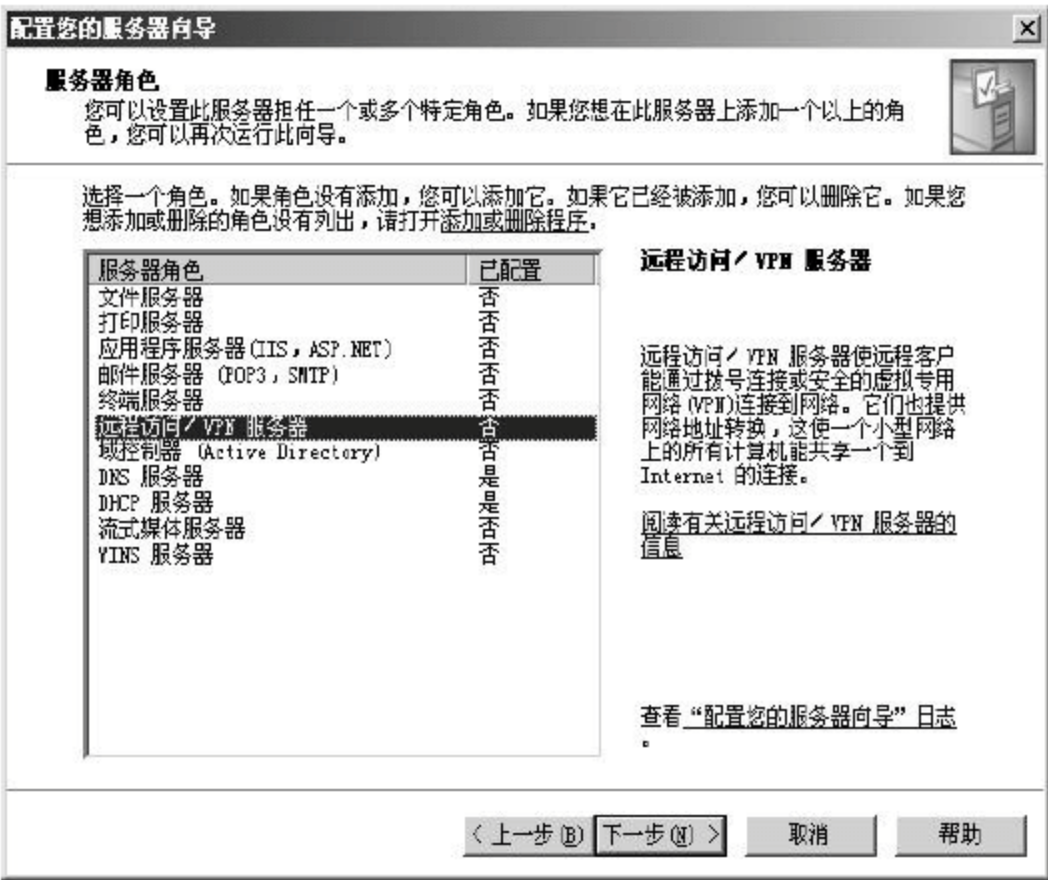 配置您的服务器向导
服务器角色
您可以设置此服务器担任一个或多个特定角色。如果您想在此服务器上添加一个以上的角
色，您可以再次运行此向导。
选择一个角色。如果角色没有添加，您可以添加它。如果它已经被添加，您可以删除它。如果您
想添加或删除的角色没有列出，请打开添加或删除程序。
服务器角色 已配置
文件服务器 否
打印服务器 否
应用程序服务器(IIS，ASP.NET) 否
邮件服务器 (POP3，SMTP) 否
终端服务器 否
远程访问/ VPN 服务器 否
域控制器 (Active Directory) 否
DNS 服务器 是
DHCP 服务器 是
流式媒体服务器 否
WINS 服务器 否
远程访问/ VPN 服务器
远程访问/ VPN 服务器使远程客户
能通过拨号连接或安全的虚拟专用
网络(VPN)连接到网络。它们也提供
网络地址转换，这使一个小型网络
上的所有计算机能共享一个到
Internet 的连接。
阅读有关远程访问/ VPN 服务器的
信息
查看“配置您的服务器向导”日志
。
< 上一步(B) 下一步(N) > 取消 帮助